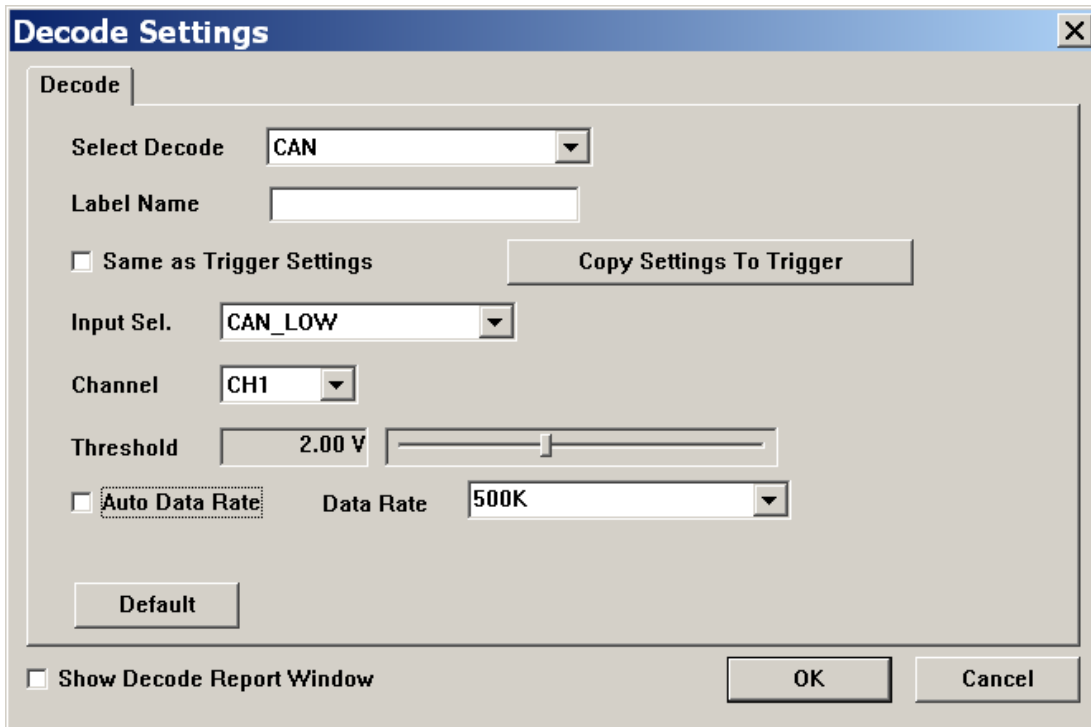 Decode Settings
Decode
Select Decode CAN
Label Name
Same as Trigger Settings Copy Settings To Trigger
Input Sel. CAN_LOW
Channel CH1
Threshold 2.00 V
Auto Data Rate Data Rate 500K
Default
Show Decode Report Window OK Cancel